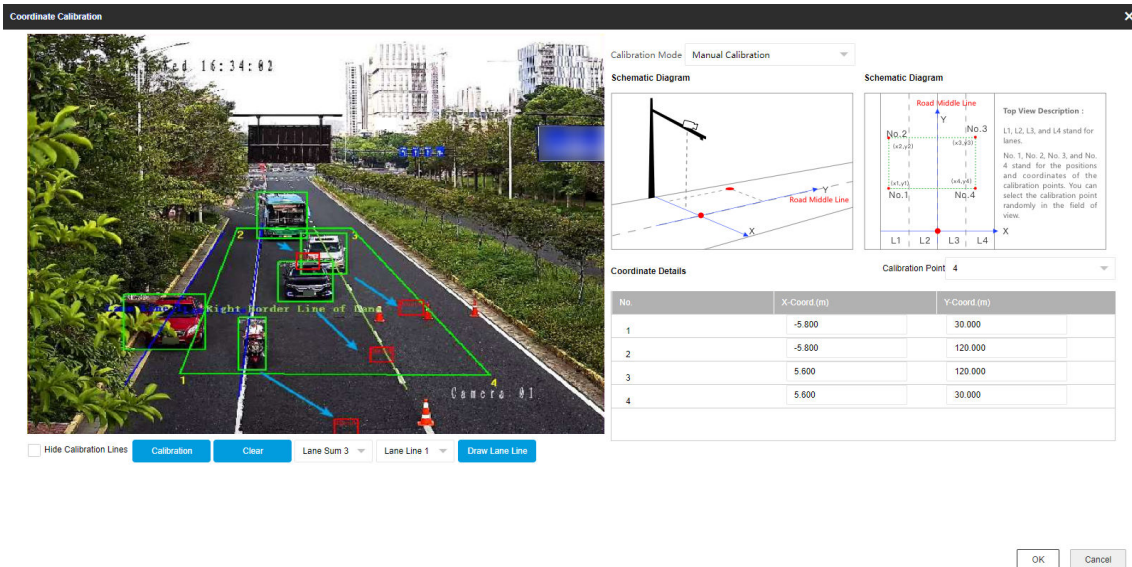 Coordinate Calibration
16:34:02
Right Border Line of Lane
2
3
1
4
Camera 01
Hide Calibration Lines
Calibration
Clear
Lane Sum 3
Lane Line 1
Draw Lane Line
Calibration Mode
Manual Calibration
Schematic Diagram
Y
Road Middle Line
X
Schematic Diagram
Road Middle Line
Y
No.2
(x2,y2)
No.3
(x3,y3)
(x1,y1)
No.1
(x4,y4)
No.4
X
L1
L2
L3
L4
Top View Description :
L1, L2, L3, and L4 stand for
lanes.
No. 1, No. 2, No. 3, and No.
4 stand for the positions
and coordinates of the
calibration points. You can
select the calibration point
randomly in the field of
view.
Coordinate Details
Calibration Point 4
No. X-Coord.(m) Y-Coord.(m)
1 -5.800 30.000
2 -5.800 120.000
3 5.600 120.000
4 5.600 30.000
OK
Cancel